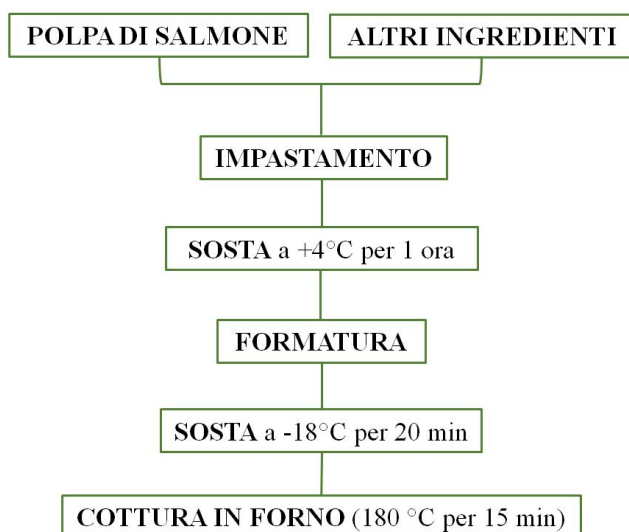 POLPA DI SALMONE
ALTRI INGREDIENTI
IMPASTAMENTO
SOSTA a +4°C per 1 ora
FORMATURA
SOSTA a -18°C per 20 min
COTTURA IN FORNO (180 °C per 15 min)